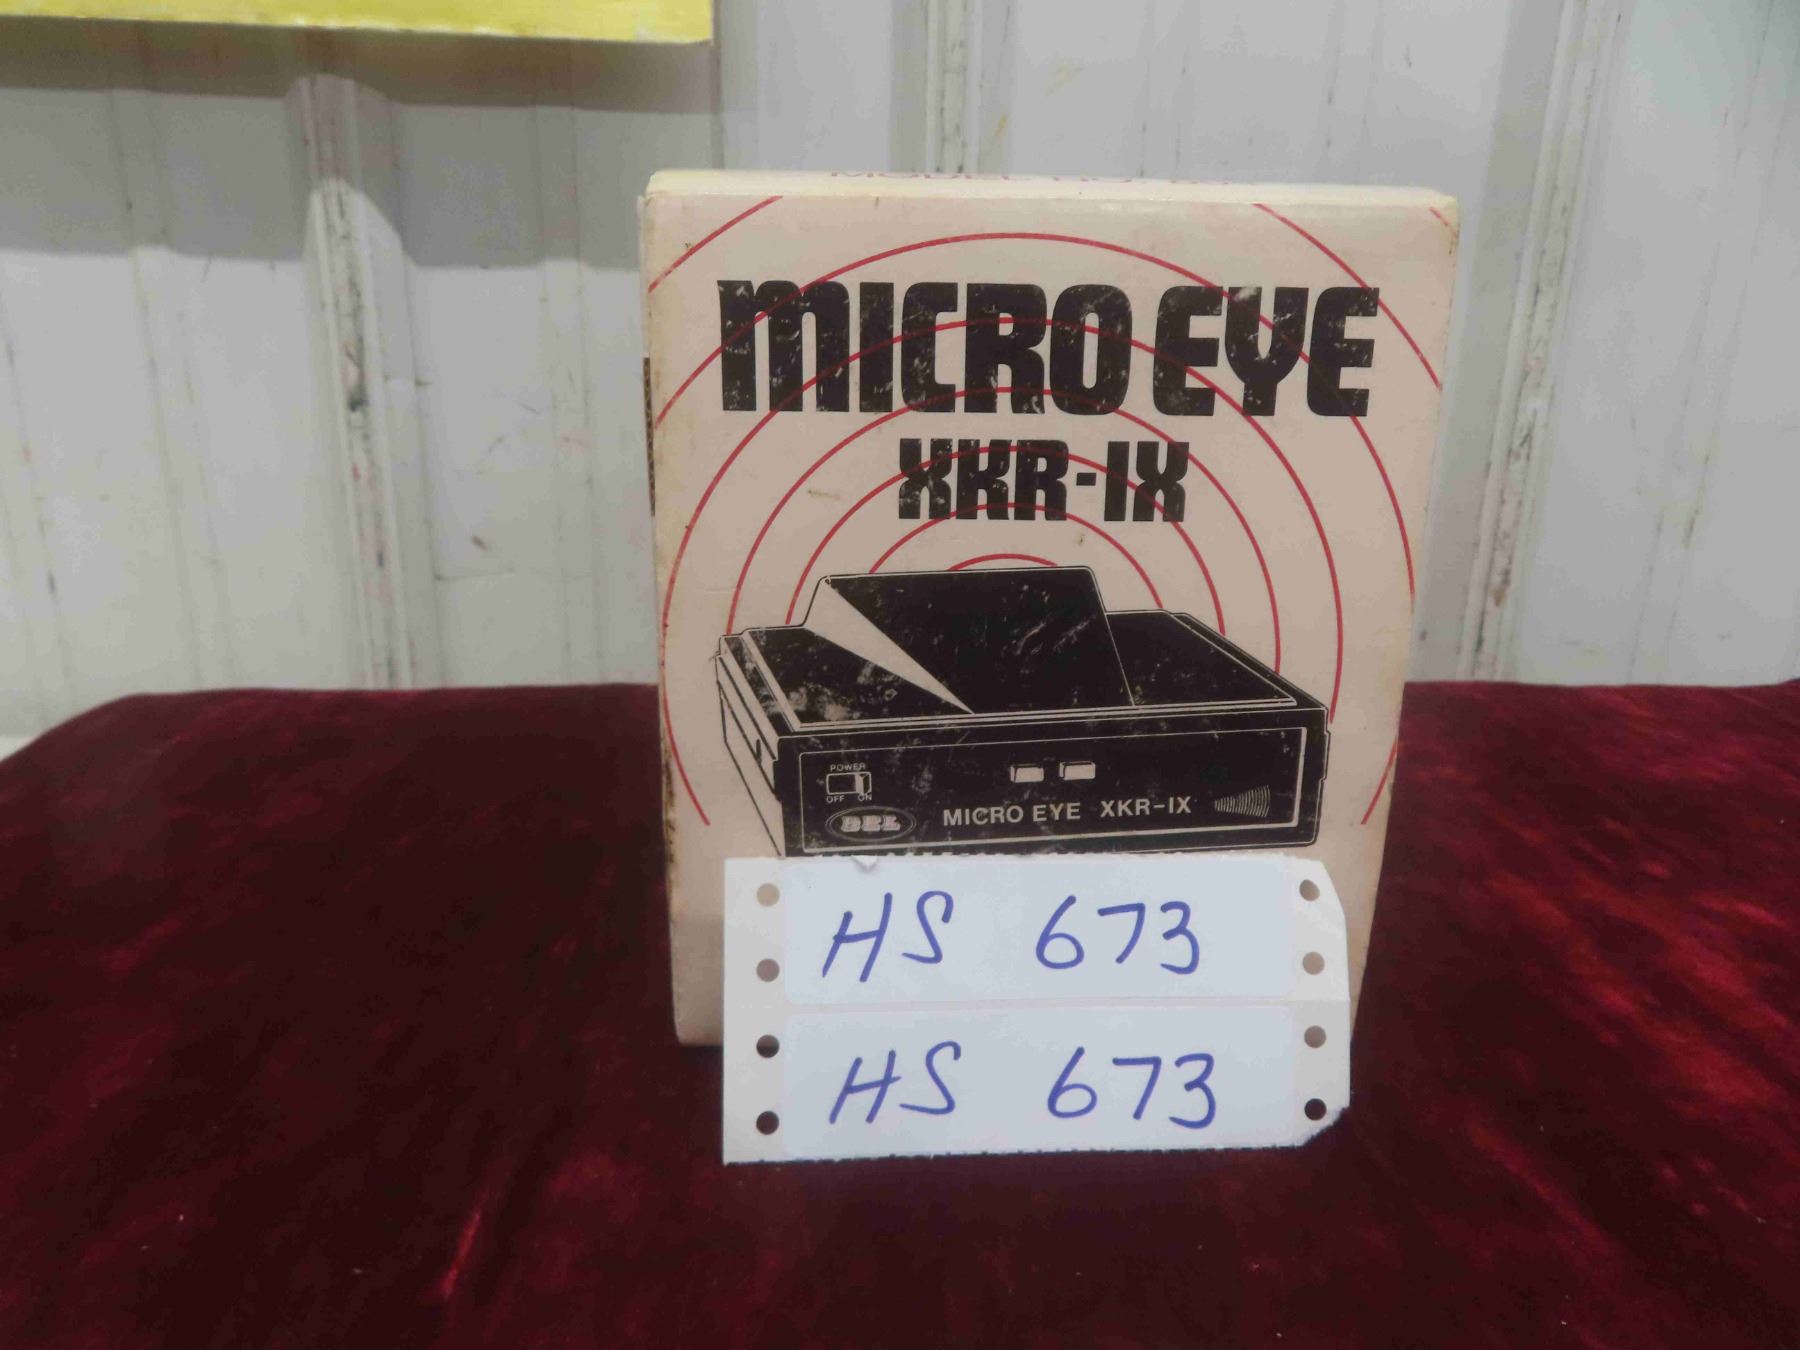 MICRO EYE
XKR-IX
POWER
OFF ON
BEL
MICRO EYE XKR-IX
HS 673
HS 673